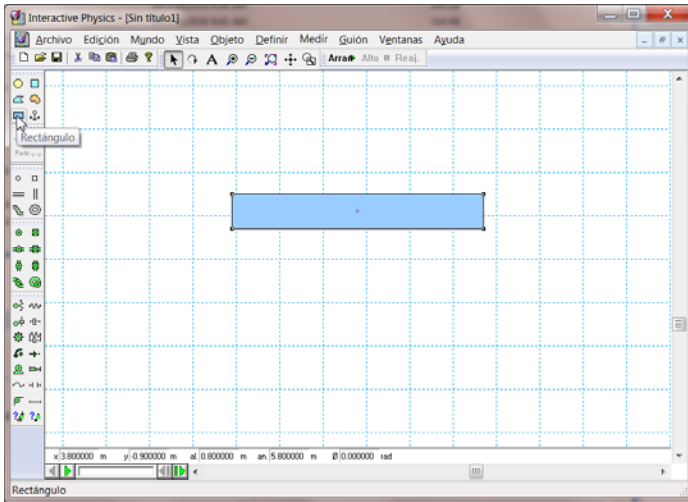 Interactive Physics - [Sin título1]
Archivo Edición Mundo Vista Objeto Definir Medir Guión Ventanas Ayuda
A Arran Alto Reaj.
Rectángulo
x 3.800000 m y -0.900000 m al. 0.800000 m an. 5.800000 m Ø 0.000000 rad
Rectángulo